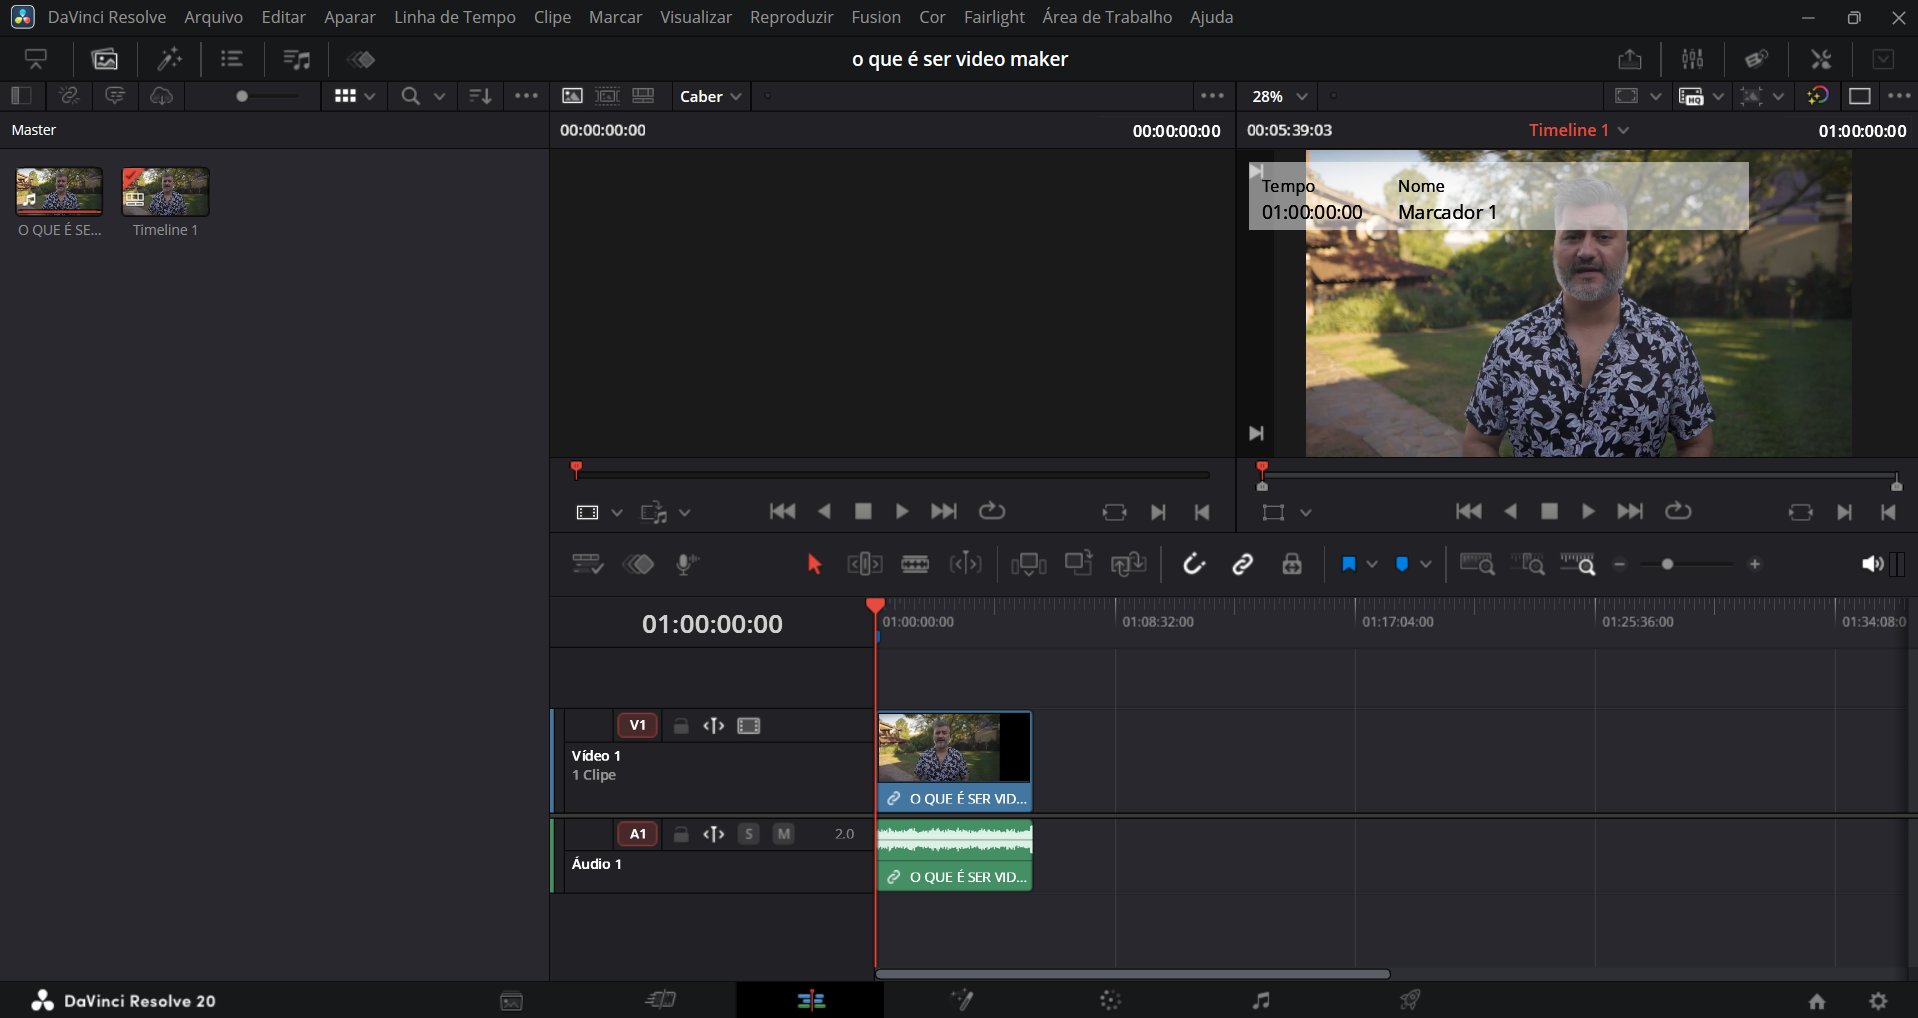 DaVinci Resolve Arquivo Editar Aparar Linha de Tempo Clipe Marcar Visualizar Reproduzir Fusion Cor Fairlight Área de Trabalho Ajuda
o que é ser video maker
Caber
28%
HQ
Master
00:00:00:00 00:00:00:00
00:05:39:03 Timeline 1 01:00:00:00
O QUE É SE... Timeline 1
Tempo Nome
01:00:00:00 Marcador 1
01:00:00:00
01:00:00:00 01:08:32:00 01:17:04:00 01:25:36:00 01:34:08:0
V1
Vídeo 1
1 Clipe
O QUE É SER VID...
A1 S M 2.0
Áudio 1
O QUE É SER VID...
DaVinci Resolve 20